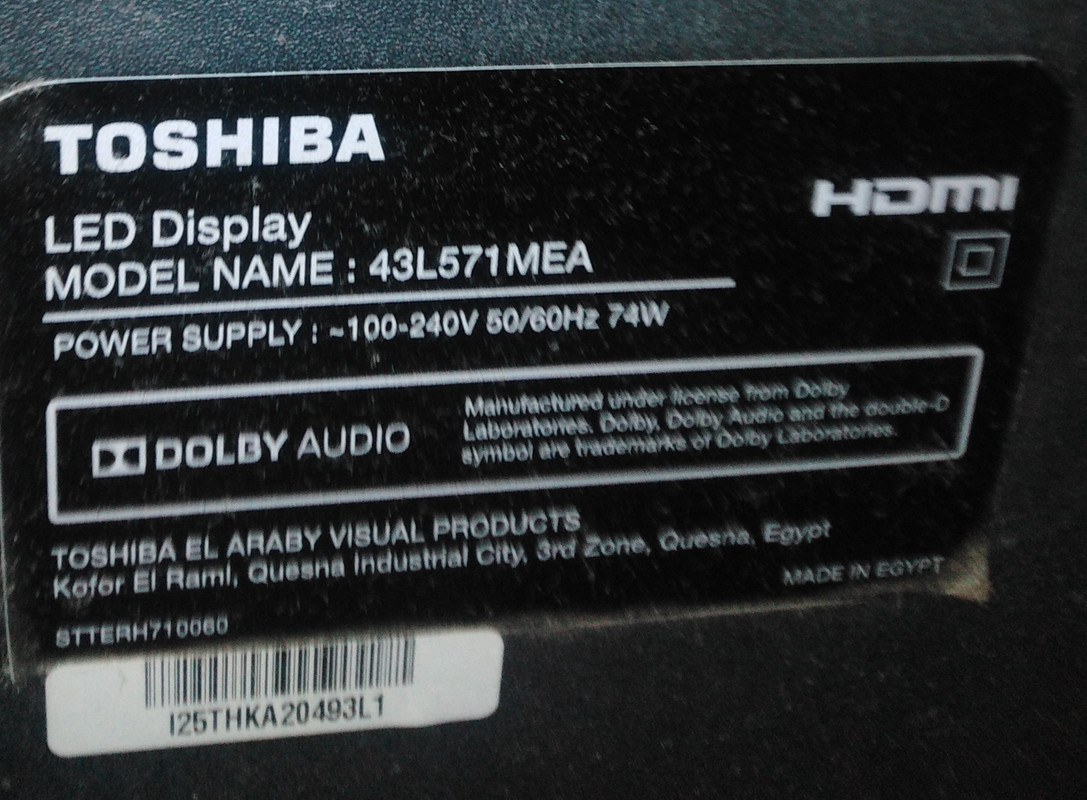 TOSHIBA
HDMI
LED Display
MODEL NAME : 43L571MEA
POWER SUPPLY : ~100-240V 50/60Hz 74W
DOLBY AUDIO
Manufactured under license from Dolby
Laboratories. Dolby, Dolby Audio and the double-D
symbol are trademarks of Dolby Laboratories.
TOSHIBA EL ARABY VISUAL PRODUCTS
Kofor El Raml, Quesna Industrial City, 3rd Zone, Quesna, Egypt
MADE IN EGYPT
STTERH710060
I25THKA20493L1